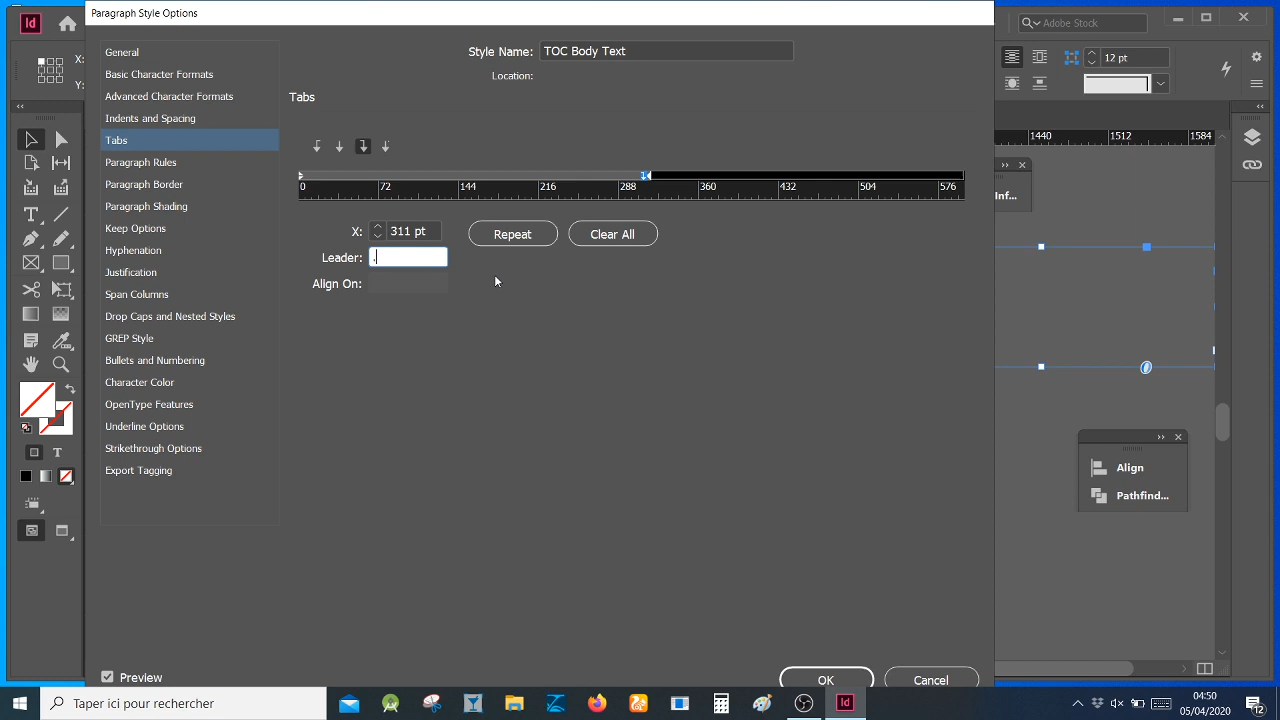 Paragraph Style Options
Id
Adobe Stock
General
Basic Character Formats
Advanced Character Formats
Indents and Spacing
Tabs
Paragraph Rules
Paragraph Border
Paragraph Shading
Keep Options
Hyphenation
Justification
Span Columns
Drop Caps and Nested Styles
GREP Style
Bullets and Numbering
Character Color
OpenType Features
Underline Options
Strikethrough Options
Export Tagging
Style Name: TOC Body Text
Location:
Tabs
0 72 144 216 288 360 432 504 576
X: 311 pt Repeat Clear All
Leader: .
Align On:
Preview
OK Cancel
X:
Y:
12 pt
1440 1512 1584
Inf...
Align
Pathfind...
Taper ici pour rechercher
Id
04:50
05/04/2020
12